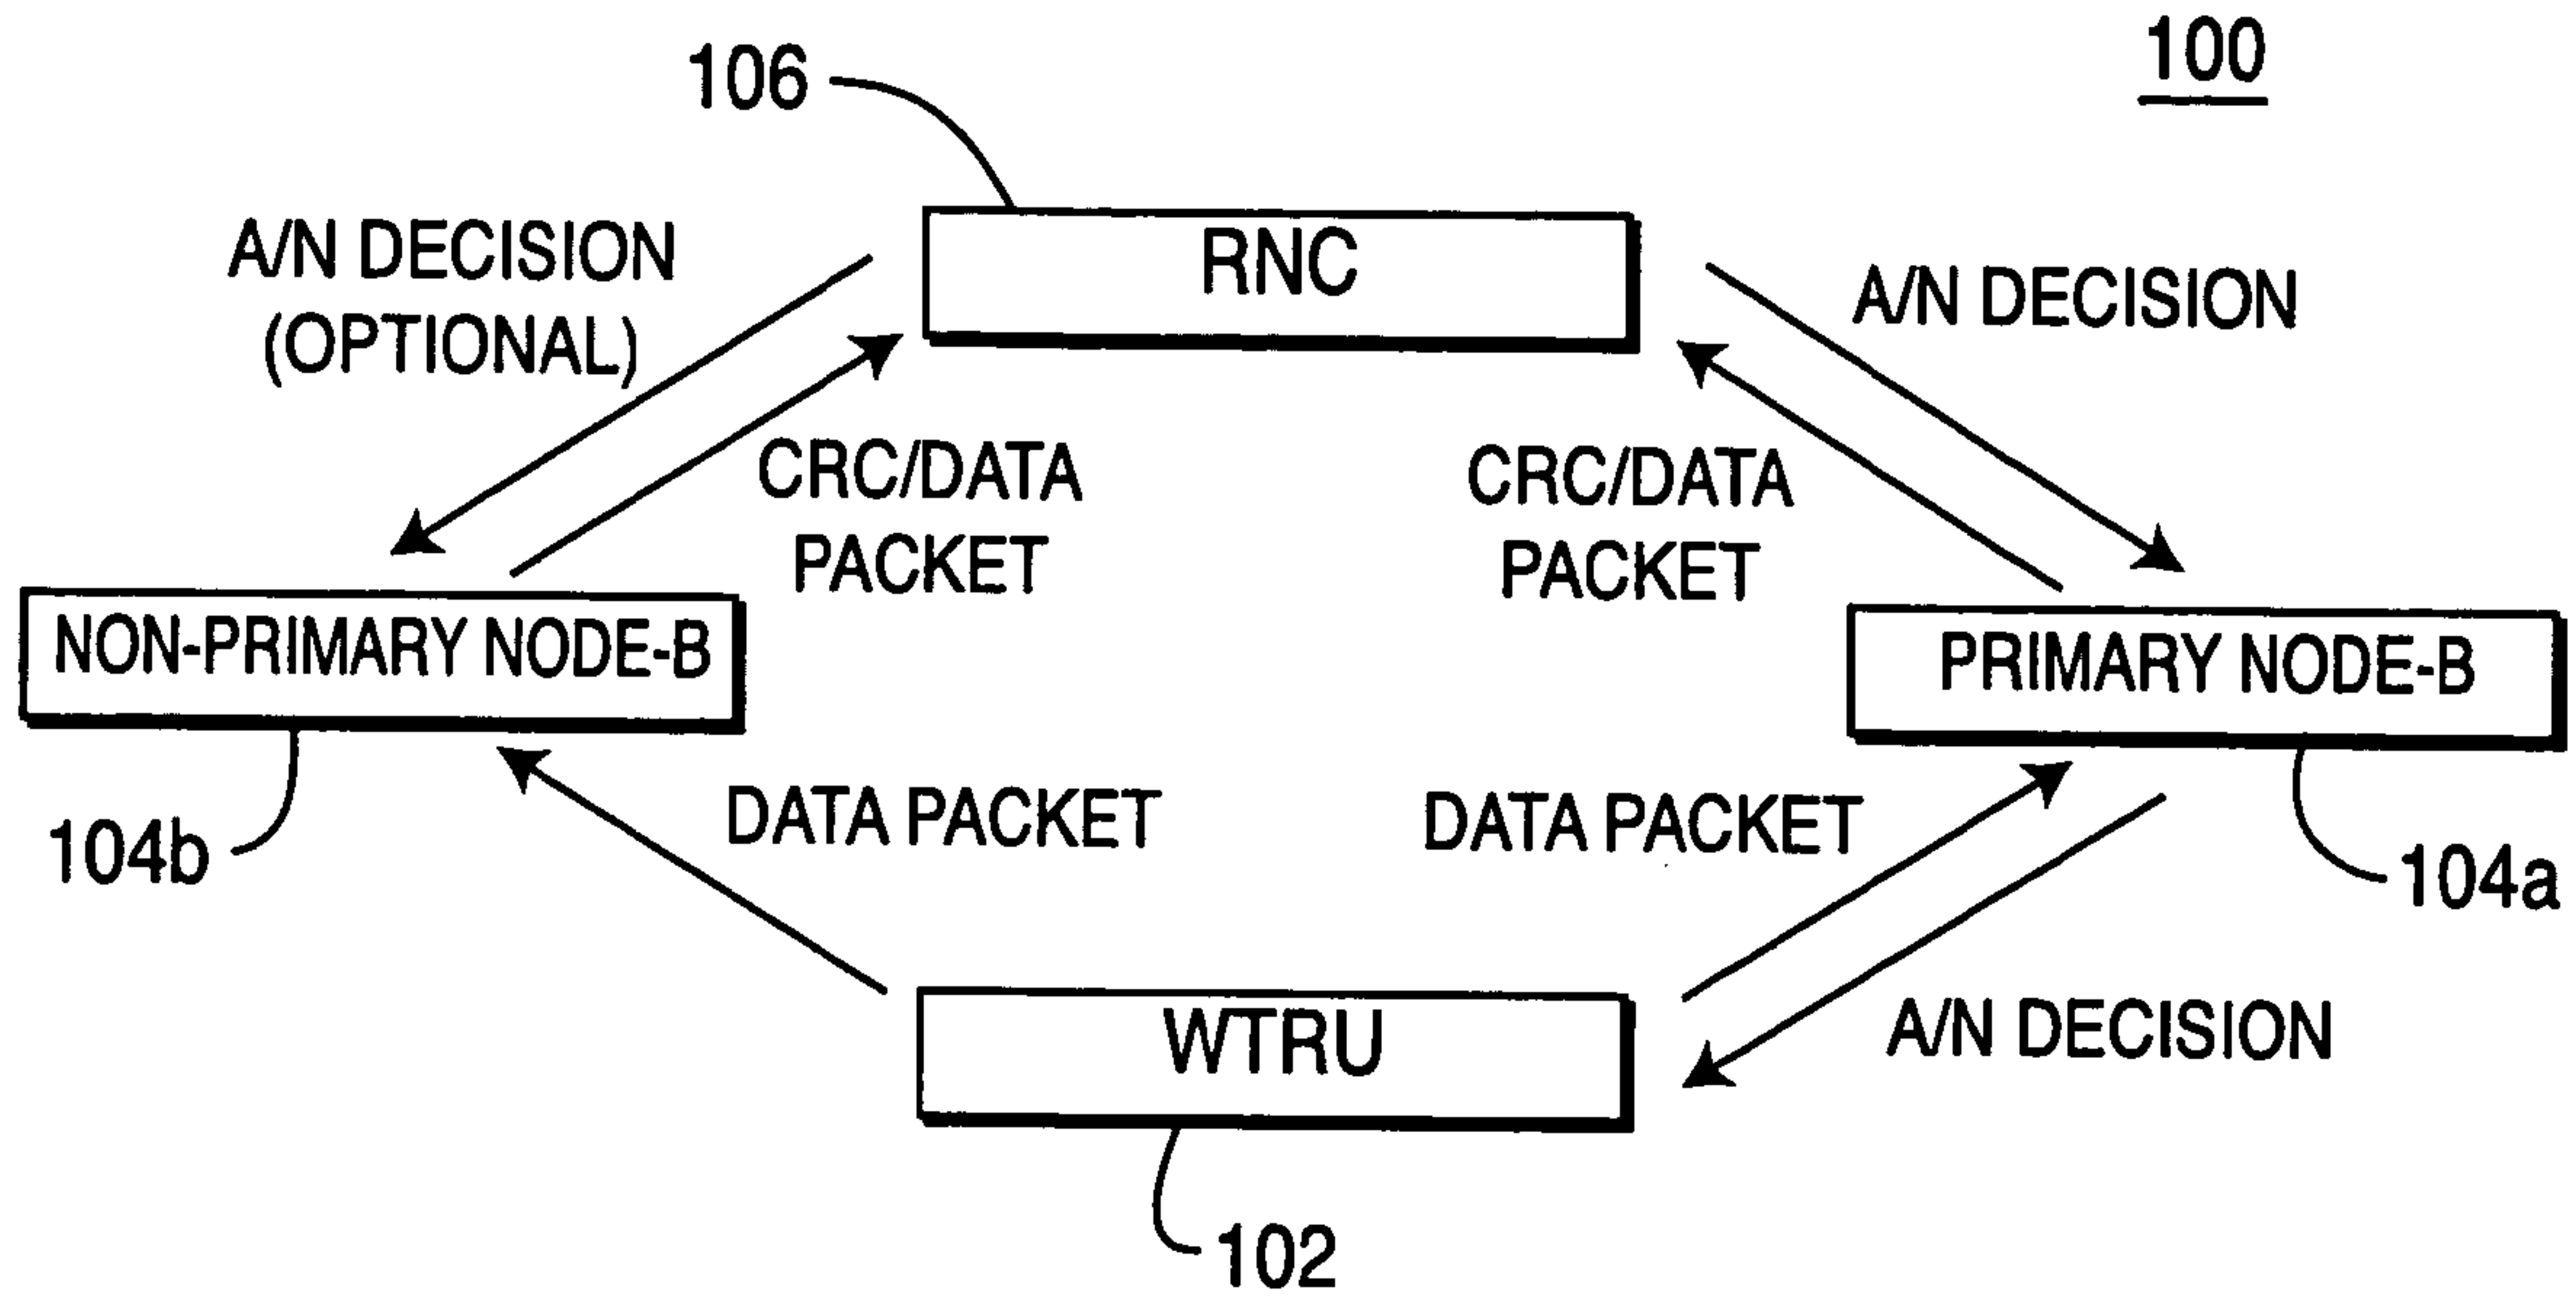 100
106
RNC
A/N DECISION
(OPTIONAL)
A/N DECISION
CRC/DATA
PACKET
CRC/DATA
PACKET
NON-PRIMARY NODE-B
PRIMARY NODE-B
104b
DATA PACKET
DATA PACKET
104a
WTRU
A/N DECISION
102